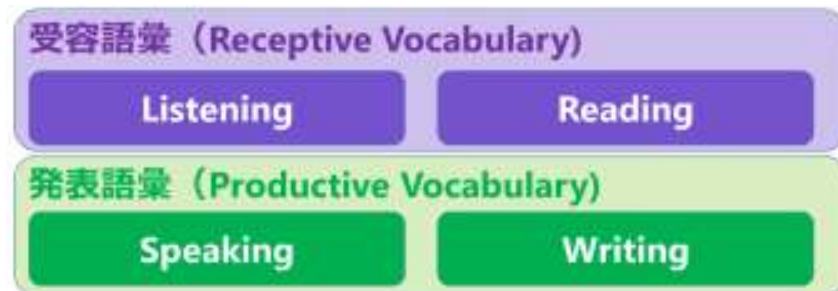 受容語彙（Receptive Vocabulary)
Listening Reading
発表語彙（Productive Vocabulary)
Speaking Writing